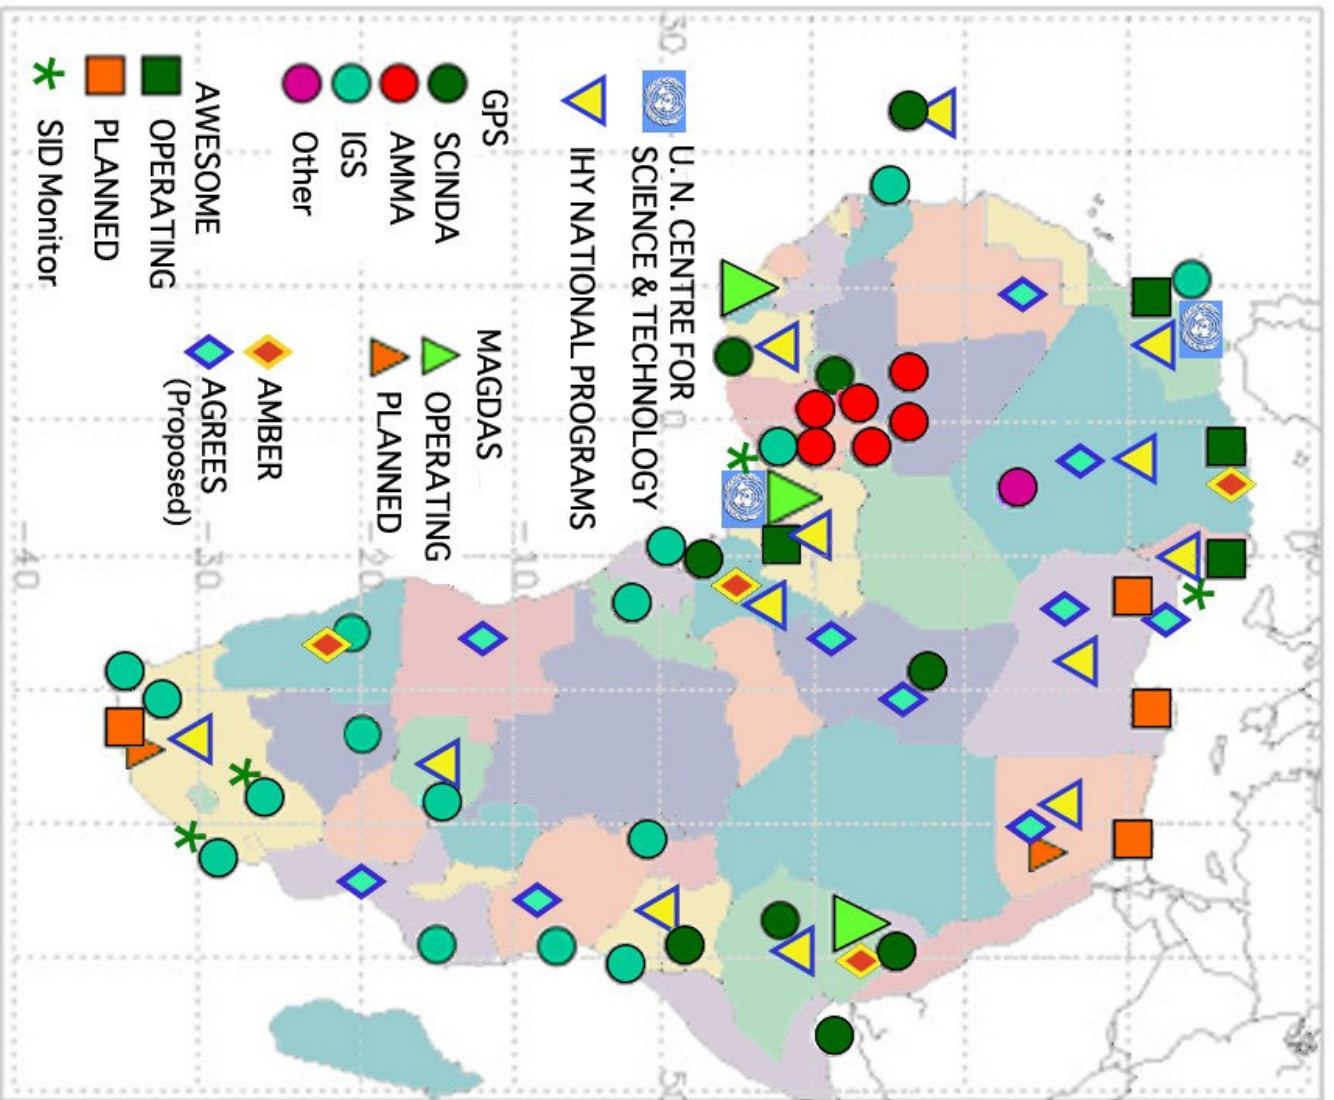 30
0
U. N. CENTRE FOR
SCIENCE & TECHNOLOGY
IHY NATIONAL PROGRAMS
GPS
SCINDA
AMMA
IGS
Other
AWESOME
OPERATING
PLANNED
SID Monitor
MAGDAS
OPERATING
PLANNED
AMBER
AGREES
(Proposed)
-10
-20
-30
-40